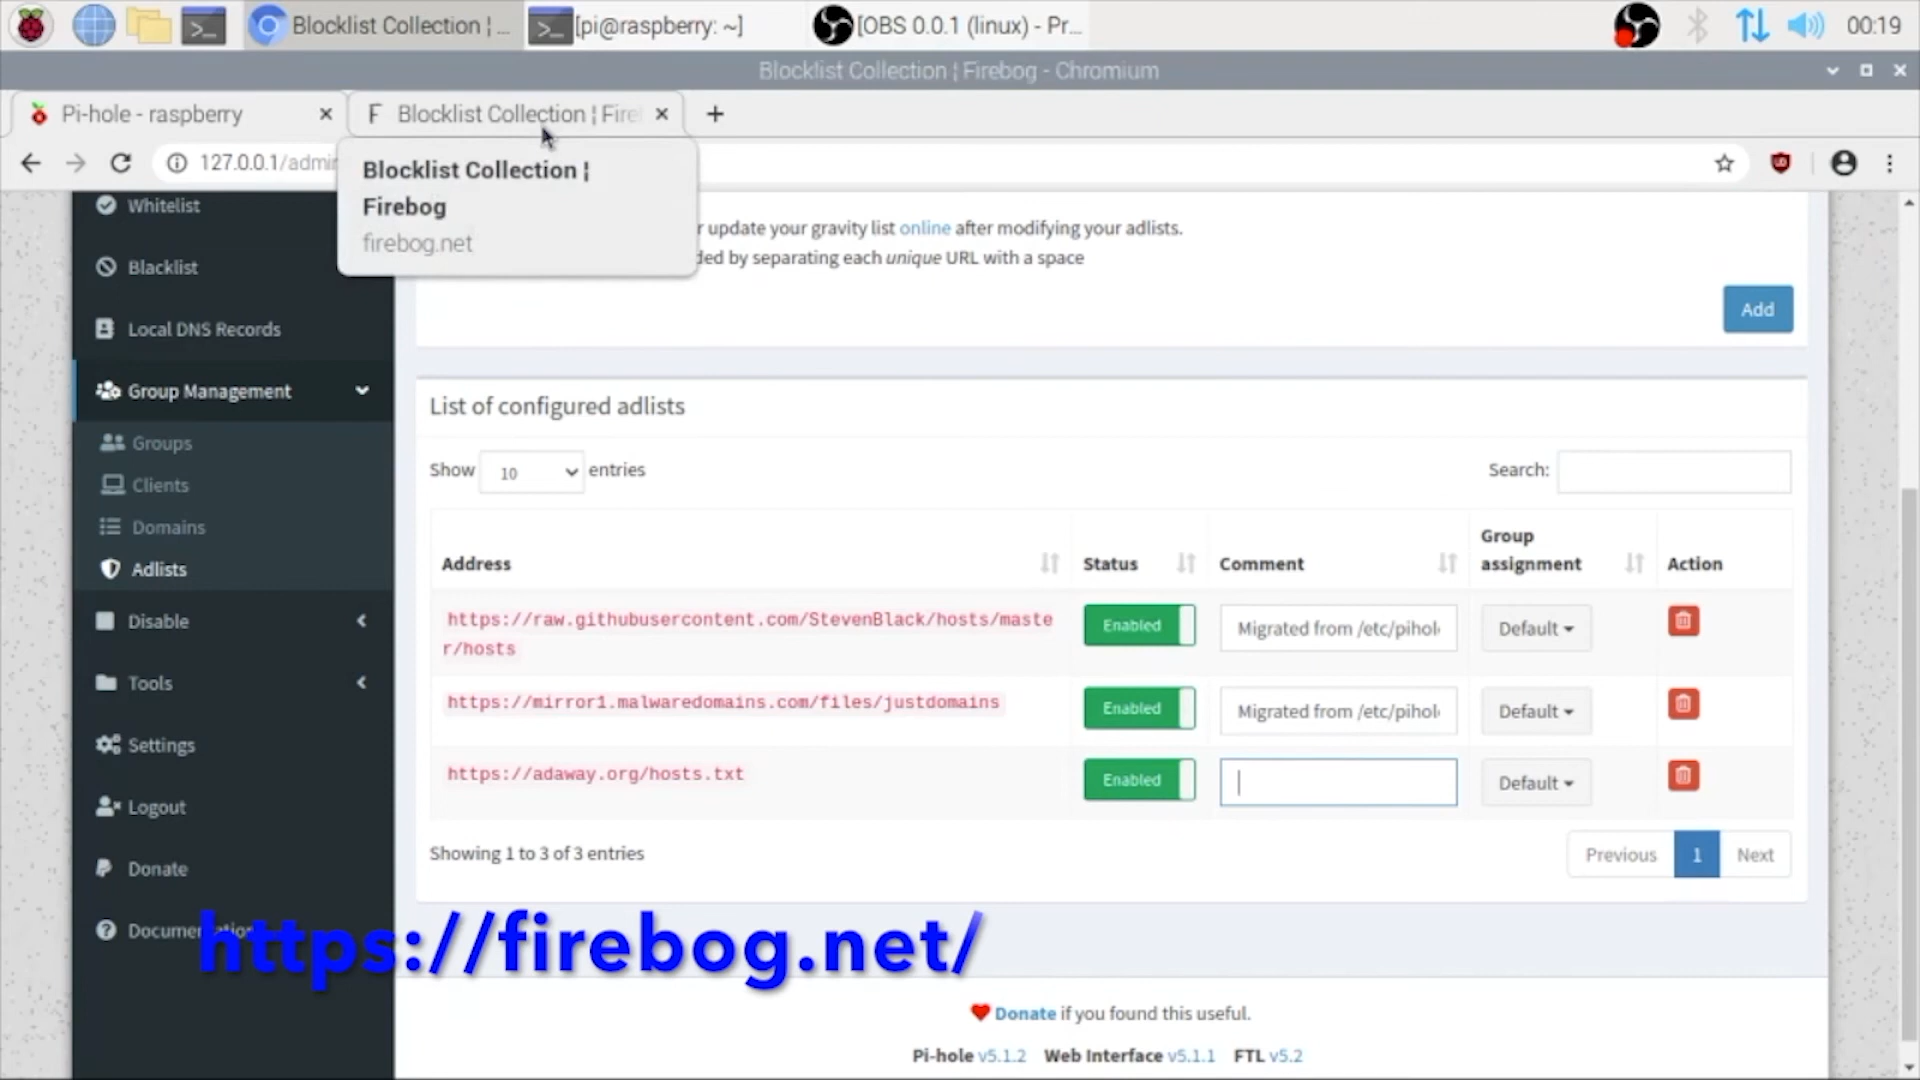 Blocklist Collection ¦ ...
[pi@raspberry: ~]
[OBS 0.0.1 (linux) - Pr...
00:19
Blocklist Collection ¦ Firebog - Chromium
Pi-hole - raspberry
Blocklist Collection ¦ Fire
127.0.0.1/admin
Blocklist Collection ¦
Firebog
firebog.net
Whitelist
Blacklist
Local DNS Records
Group Management
Groups
Clients
Domains
Adlists
Disable
Tools
Settings
Logout
Donate
update your gravity list online after modifying your adlists.
by separating each unique URL with a space
Add
List of configured adlists
Show 10 entries
Search:
Address
Status
Comment
Group
assignment
Action
https://raw.githubusercontent.com/StevenBlack/hosts/maste
r/hosts
Enabled
Migrated from /etc/pihol
Default
https://mirror1.malwaredomains.com/files/justdomains
Enabled
Migrated from /etc/pihol
Default
https://adaway.org/hosts.txt
Enabled
Default
Showing 1 to 3 of 3 entries
Previous
1
Next
https://firebog.net/
Donate if you found this useful.
Pi-hole v5.1.2 Web Interface v5.1.1 FTL v5.2